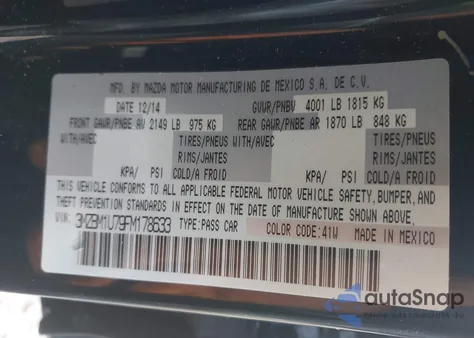 MFD. BY MAZDA MOTOR MANUFACTURING DE MEXICO S.A. DE C.V.
DATE 12/14 GVWR/PNBV 4001 LB 1815 KG
FRONT GAWR/PNBE AV 2149 LB 975 KG REAR GAWR/PNBE AR 1870 LB 848 KG
WITH/AVEC TIRES/PNEUS WITH/AVEC TIRES/PNEUS
RIMS/JANTES RIMS/JANTES
KPA/ PSI COLD/A FROID KPA/ PSI COLD/A FROID
THIS VEHICLE CONFORMS TO ALL APPLICABLE FEDERAL MOTOR VEHICLE SAFETY, BUMPER, AND
THEFT PREVENTION STANDARDS IN EFFECT ON THE DATE OF MANUFACTURE SHOWN ABOVE.
VIN: 3MZBM1U79FM178633 TYPE:PASS CAR COLOR CODE:41W MADE IN MEXICO
autaSnap